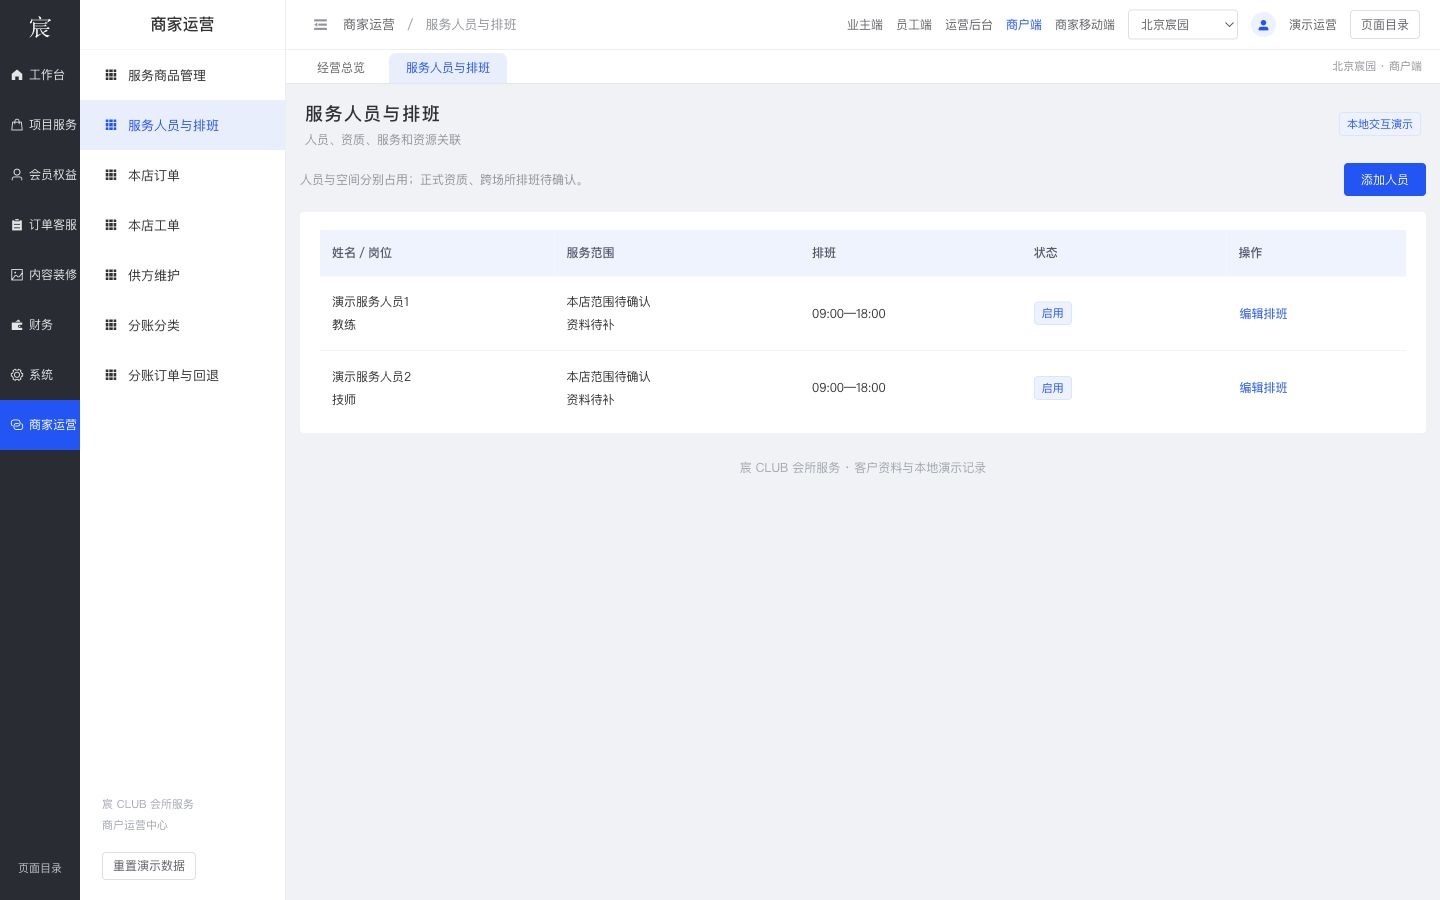 宸
工作台
项目服务
会员权益
订单客服
内容装修
财务
系统
商家运营
页面目录
商家运营
服务商品管理
服务人员与排班
本店订单
本店工单
供方维护
分账分类
分账订单与回退
宸 CLUB 会所服务
商户运营中心
重置演示数据
商家运营 / 服务人员与排班
业主端 员工端 运营后台 商户端 商家移动端 北京宸园 演示运营 页面目录
经营总览 服务人员与排班
北京宸园 · 商户端
服务人员与排班
人员、资质、服务和资源关联
本地交互演示
人员与空间分别占用；正式资质、跨场所排班待确认。
添加人员
姓名 / 岗位 服务范围 排班 状态 操作
演示服务人员1 本店范围待确认
教练 资料待补
09:00—18:00 启用 编辑排班
演示服务人员2 本店范围待确认
技师 资料待补
09:00—18:00 启用 编辑排班
宸 CLUB 会所服务 · 客户资料与本地演示记录